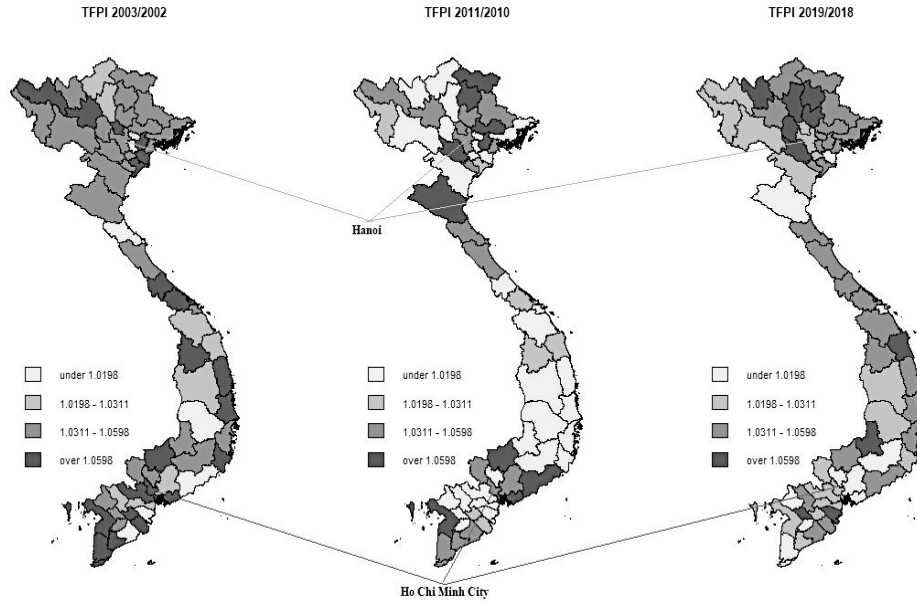 TFPI 2003/2002
TFPI 2011/2010
TFPI 2019/2018
Hanoi
under 1.0198
1.0198 - 1.0311
1.0311 - 1.0598
over 1.0598
under 1.0198
1.0198 - 1.0311
1.0311 - 1.0598
over 1.0598
under 1.0198
1.0198 - 1.0311
1.0311 - 1.0598
over 1.0598
Ho Chi Minh City